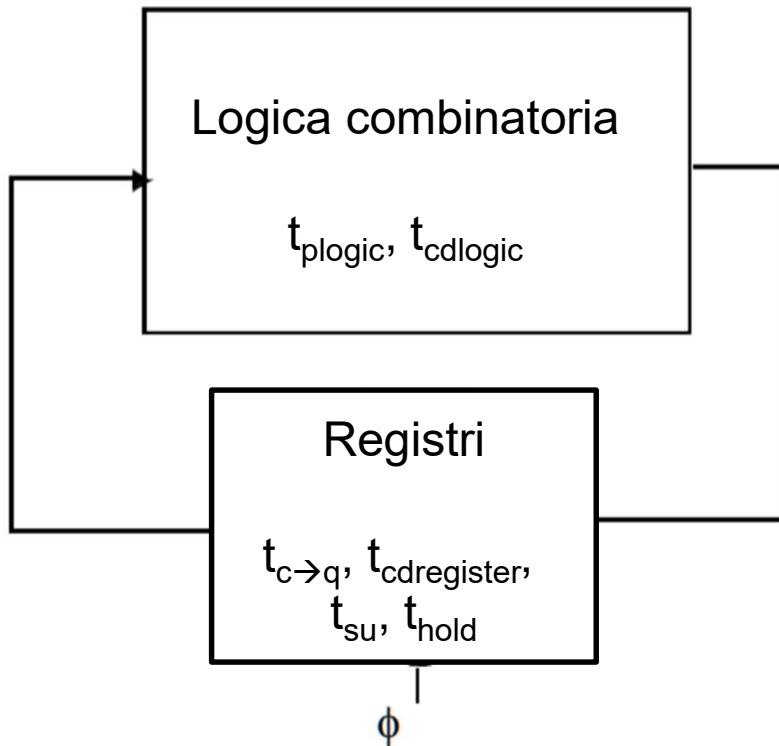 Logica combinatoria
tplogic, tcdlogic
Registri
tc→q, tcdregister,
tsu, thold
ϕ